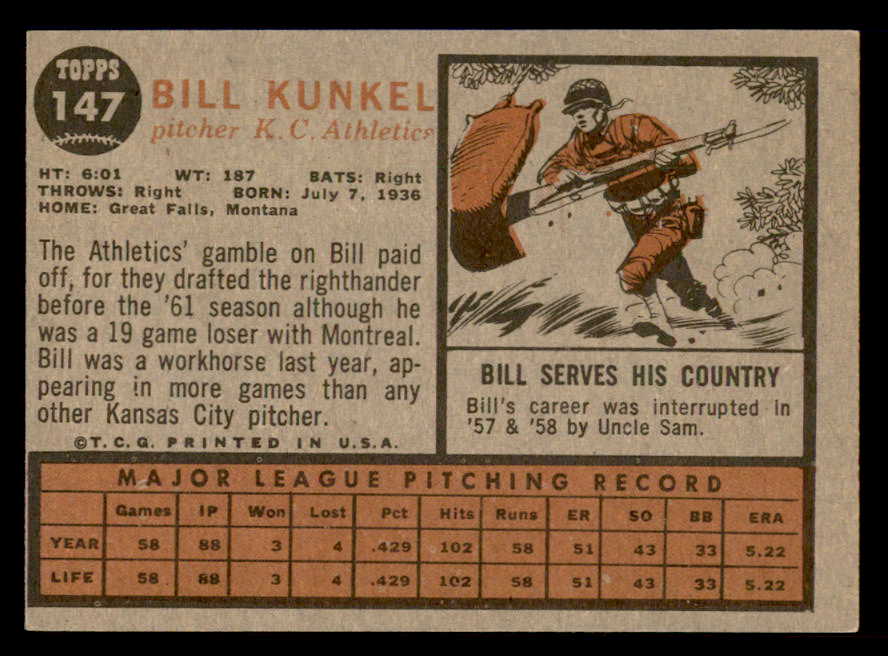 TOPPS
147
BILL KUNKEL
pitcher K. C. Athletics
HT: 6:01 WT: 187 BATS: Right
THROWS: Right BORN: July 7, 1936
HOME: Great Falls, Montana
The Athletics' gamble on Bill paid
off, for they drafted the righthander
before the '61 season although he
was a 19 game loser with Montreal.
Bill was a workhorse last year, ap-
pearing in more games than any
other Kansas City pitcher.
©T. C. G. PRINTED IN U. S. A.
BILL SERVES HIS COUNTRY
Bill's career was interrupted in
'57 & '58 by Uncle Sam.
MAJOR LEAGUE PITCHING RECORD
Games IP Won Lost Pct Hits Runs ER SO BB ERA
YEAR 58 88 3 4 .429 102 58 51 43 33 5.22
LIFE 58 88 3 4 .429 102 58 51 43 33 5.22